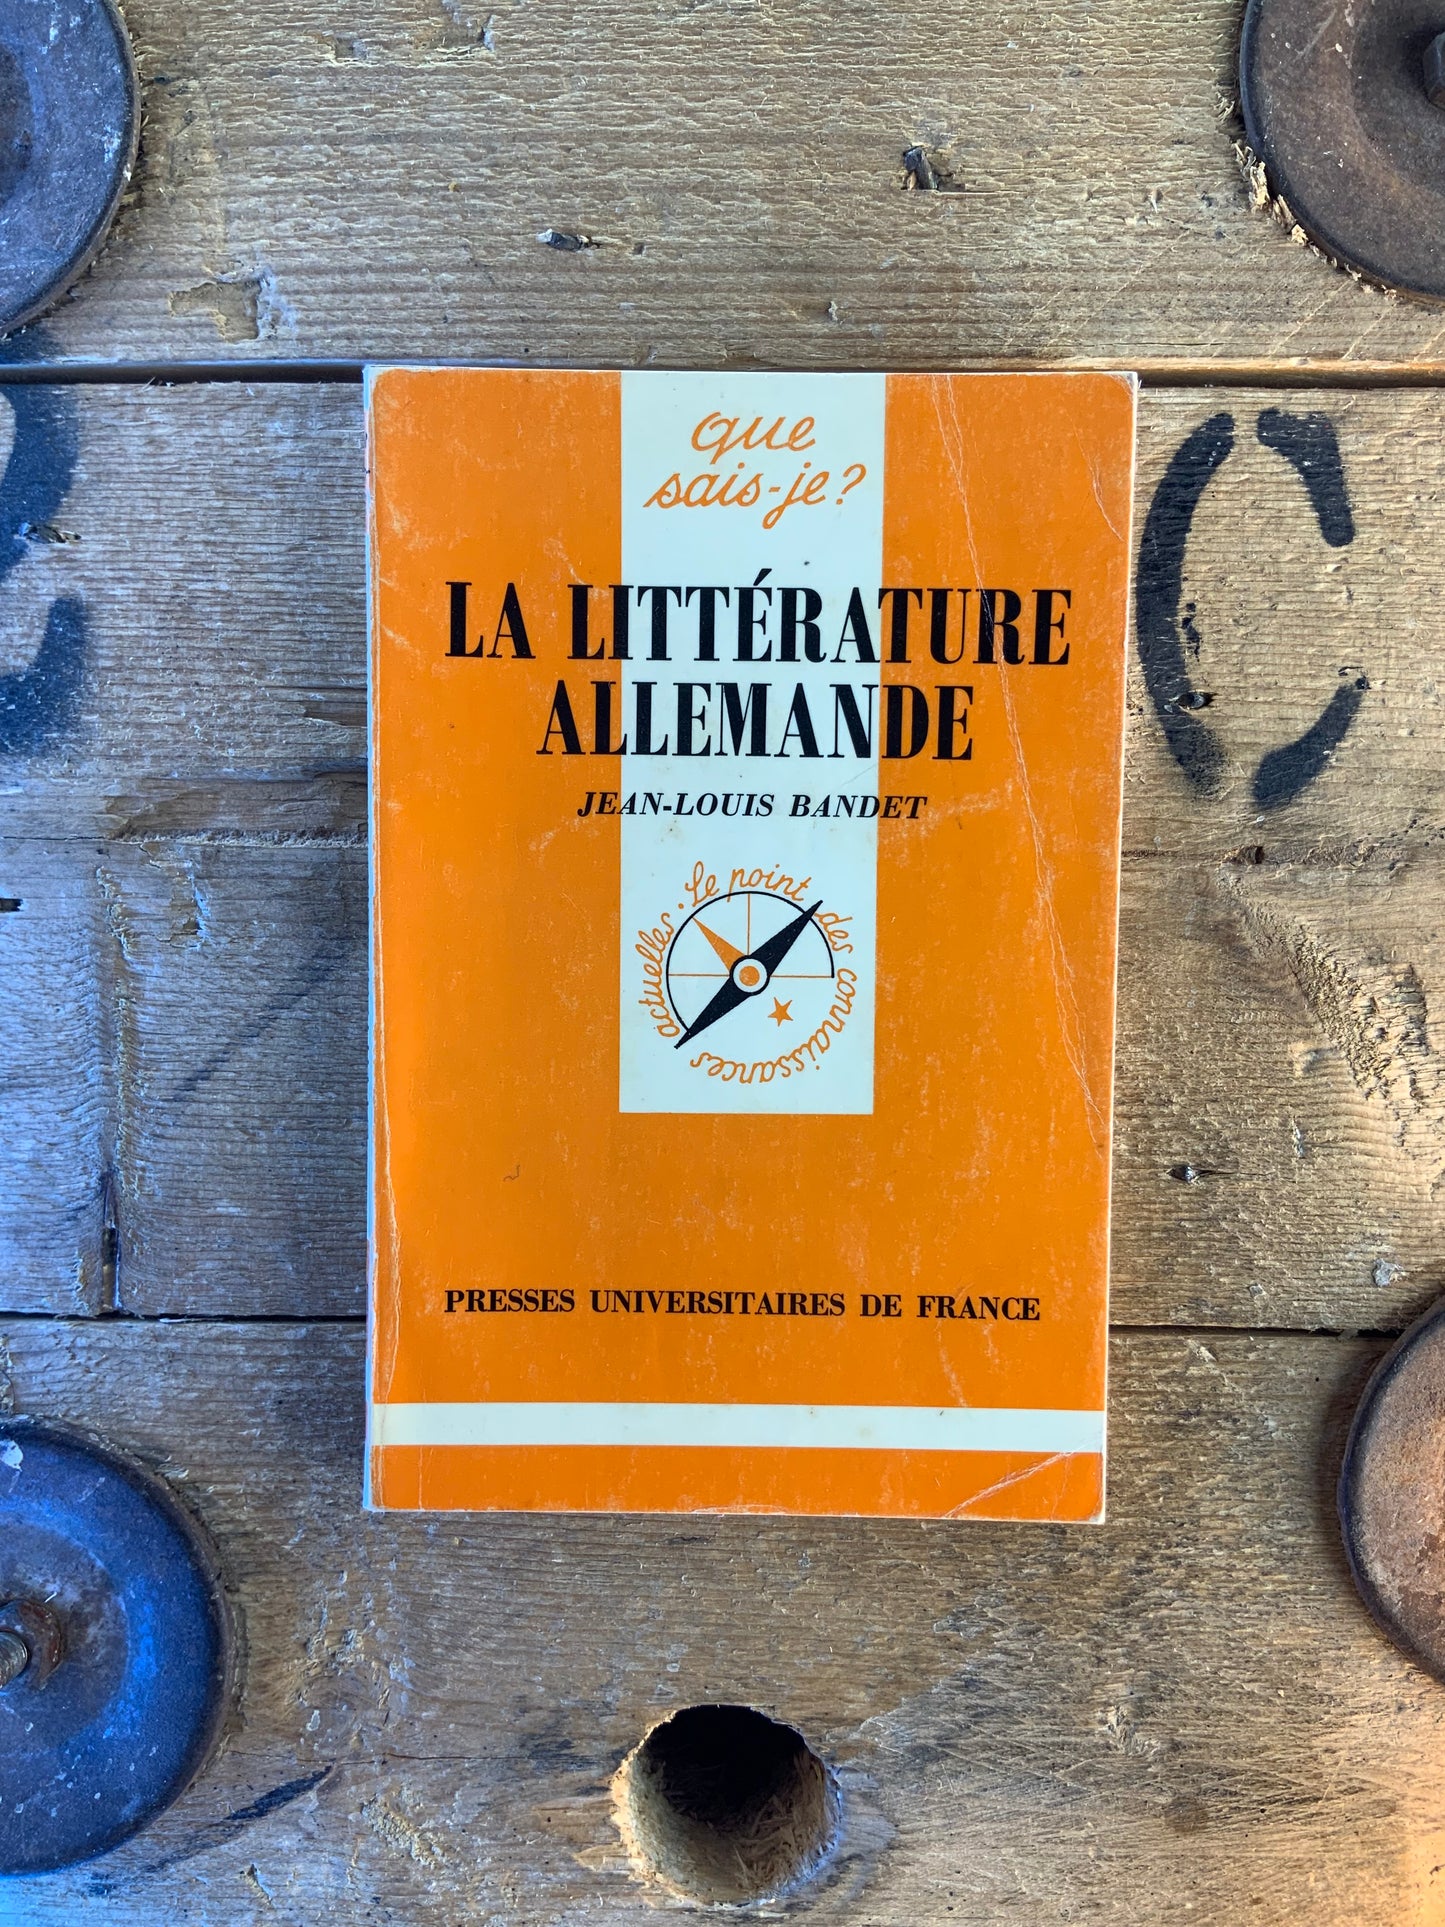 que
sais-je?
LA LITTÉRATURE
ALLEMANDE
JEAN-LOUIS BANDET
Le point des connaissances actuelles.
PRESSES UNIVERSITAIRES DE FRANCE
C